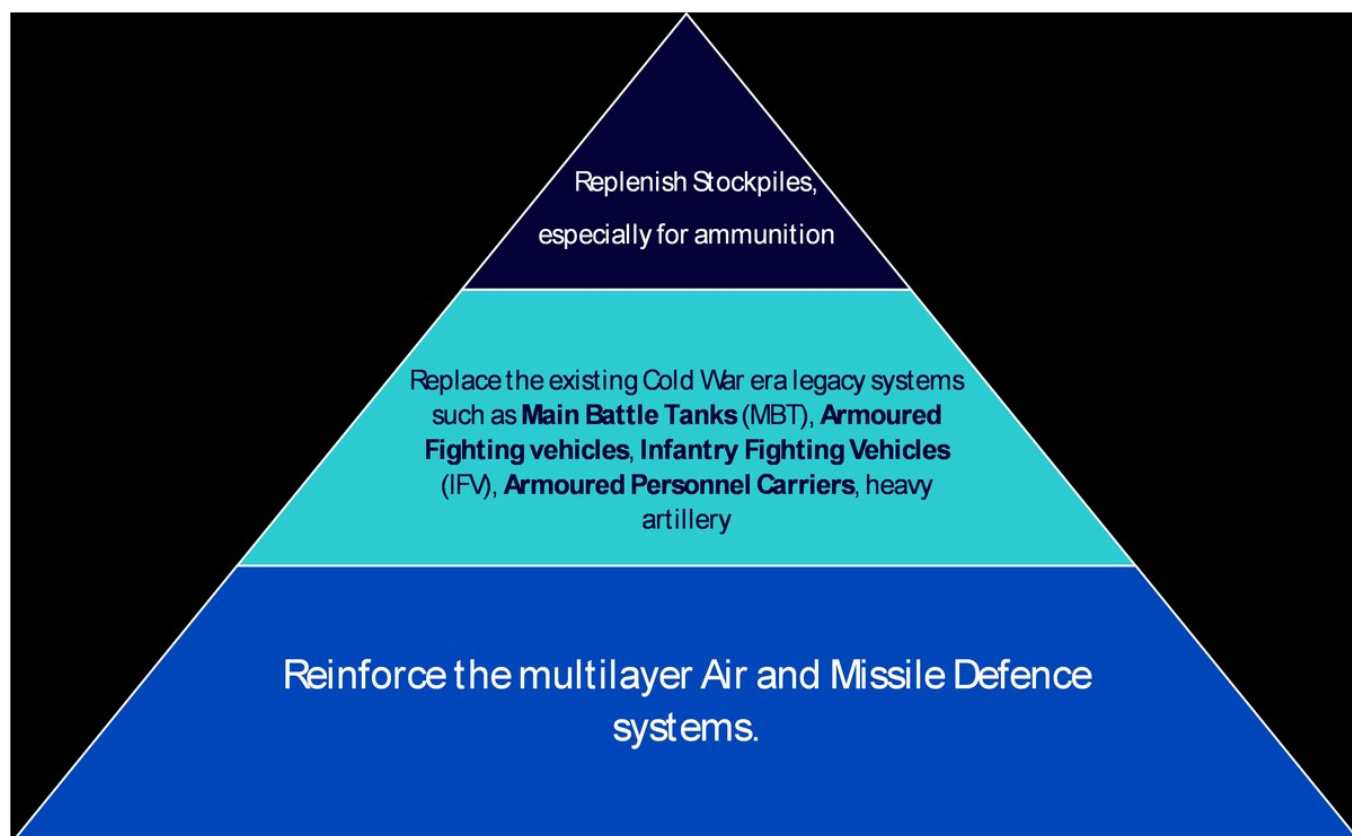 Replenish Stockpiles,
especially for ammunition
Replace the existing Cold War era legacy systems
such as Main Battle Tanks (MBT), Armoured
Fighting vehicles, Infantry Fighting Vehicles
(IFV), Armoured Personnel Carriers, heavy
artillery
Reinforce the multilayer Air and Missile Defence
systems.